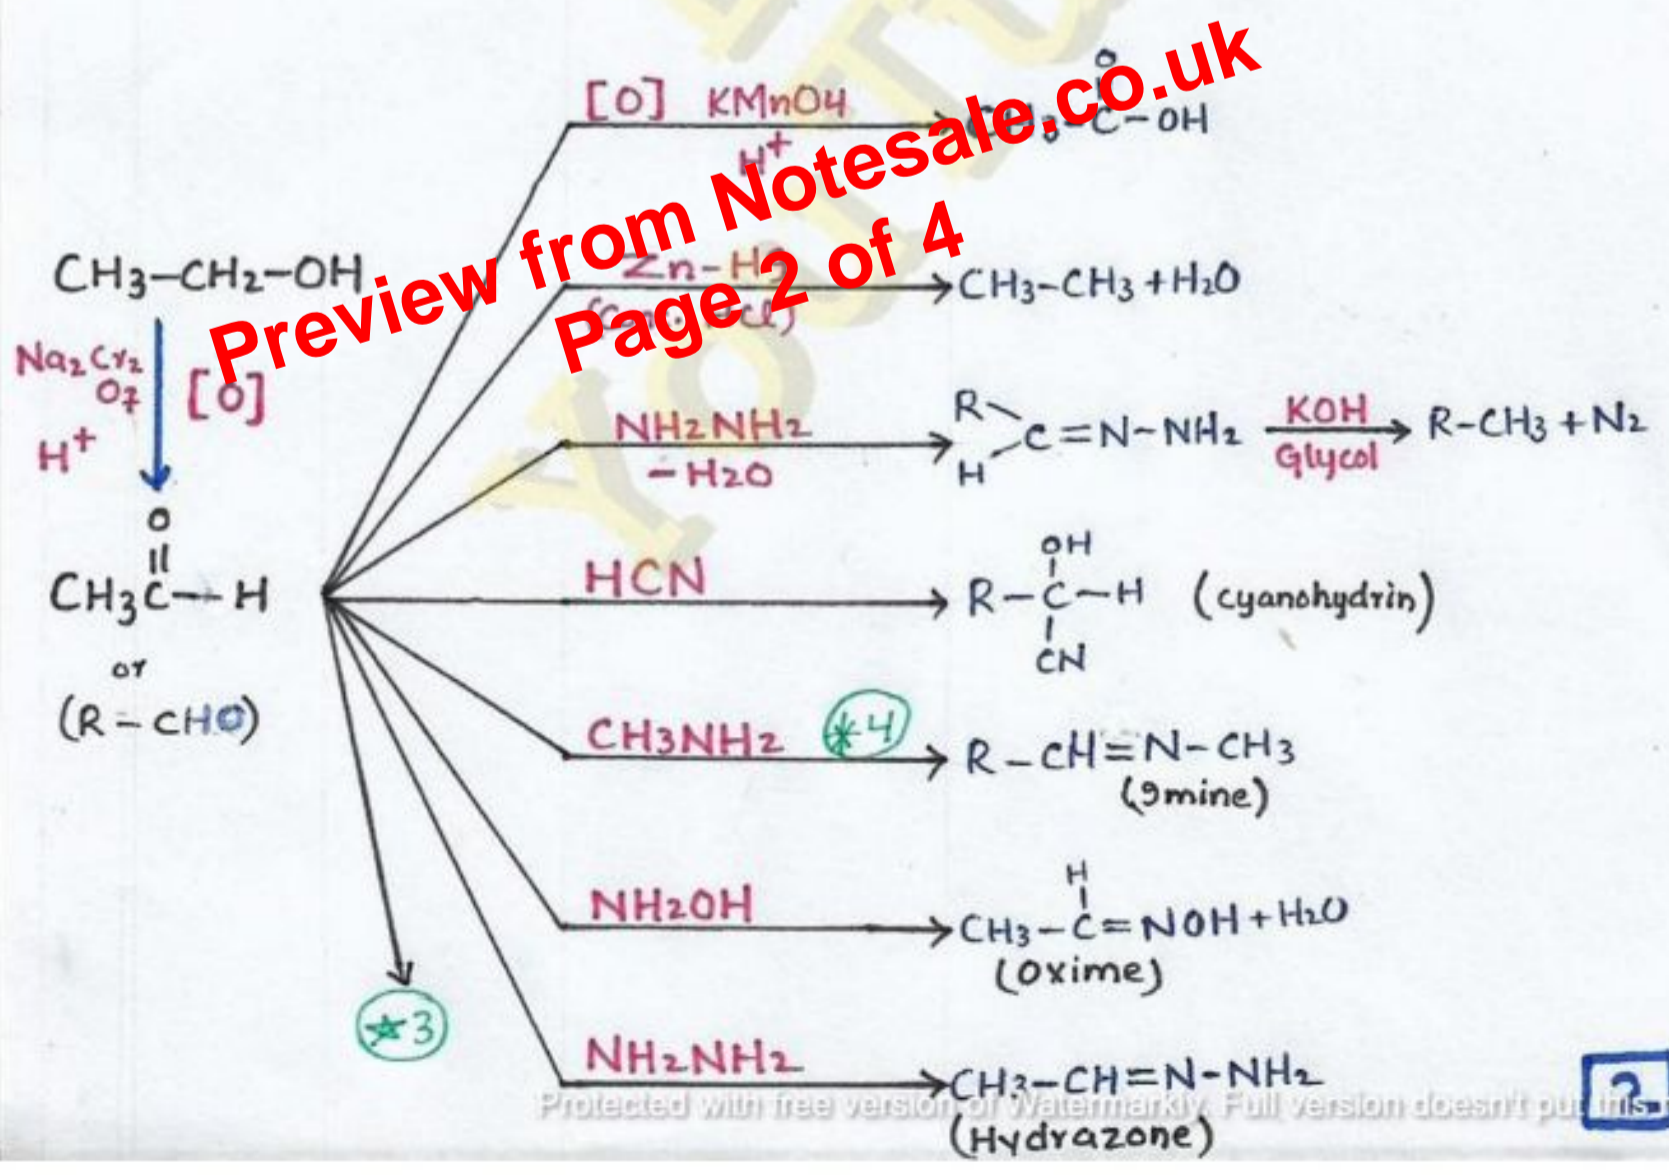 [O] KMnO4
H+
O
C-OH
CH3-CH2-OH
Na2Cr2
O7
[O]
H+
Zn-Hg
CH3-CH3+H2O
Preview from Notesale.co.uk
Page 2 of 4
NH2NH2
-H2O
R
H
C=N-NH2
KOH
Glycol
R-CH3+N2
O
CH3C-H
or
(R-CHO)
HCN
OH
R-C-H (cyanohydrin)
CN
CH3NH2 *4
R-CH=N-CH3
(Imine)
NH2OH
H
CH3-C=NOH+H2O
(Oxime)
★3
NH2NH2
CH3-CH=N-NH2
(Hydrazone)
Protected with free version of Watermarkly. Full version doesn't put this
2